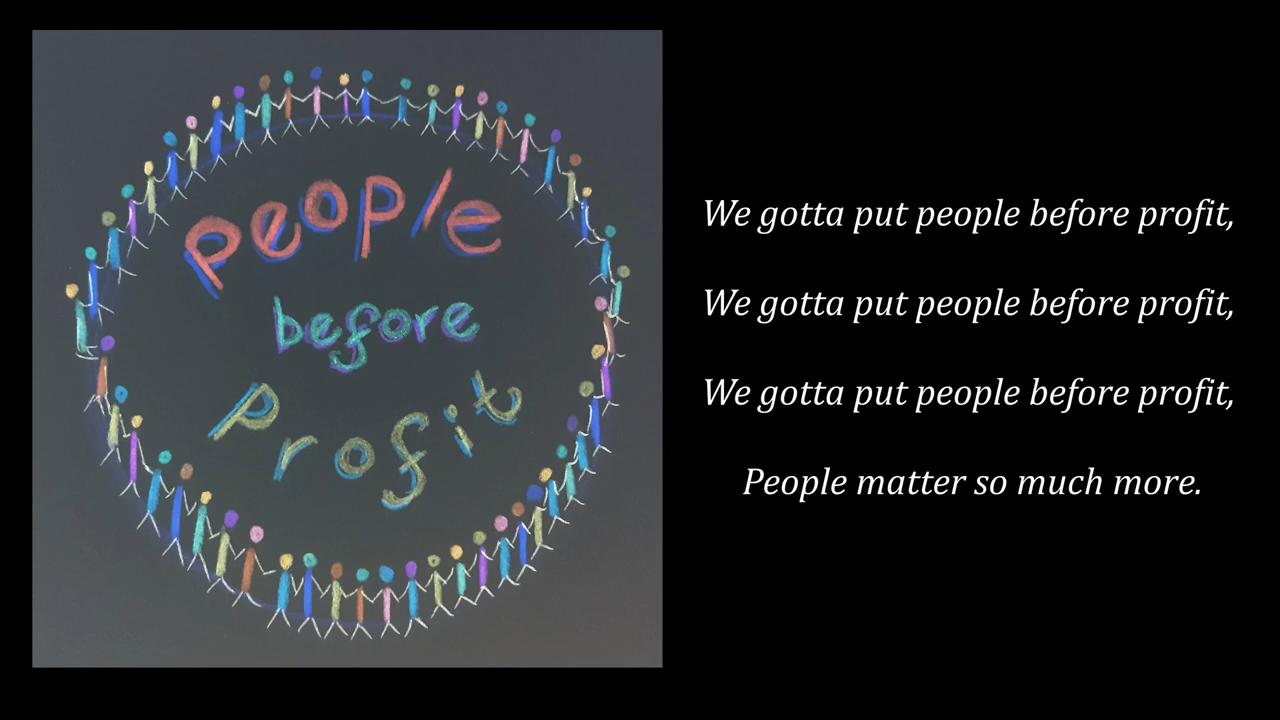 People
before
Profit
We gotta put people before profit,
We gotta put people before profit,
We gotta put people before profit,
People matter so much more.